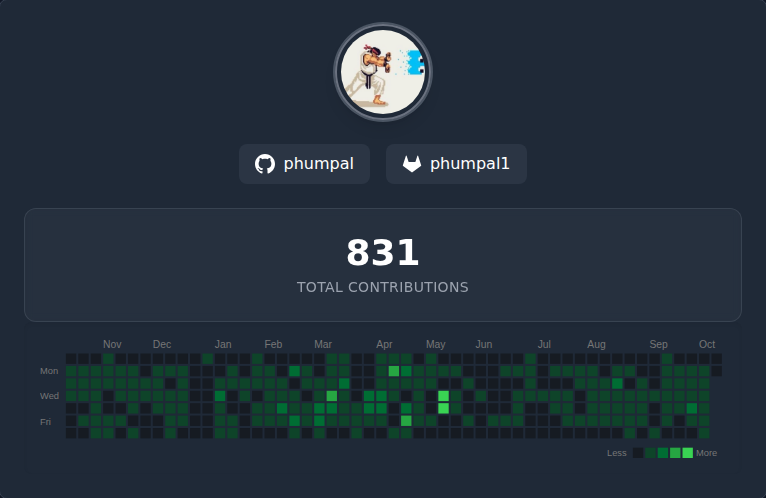 phumpal phumpal1
831
TOTAL CONTRIBUTIONS
Nov Dec Jan Feb Mar Apr May Jun Jul Aug Sep Oct
Mon
Wed
Fri
Less More